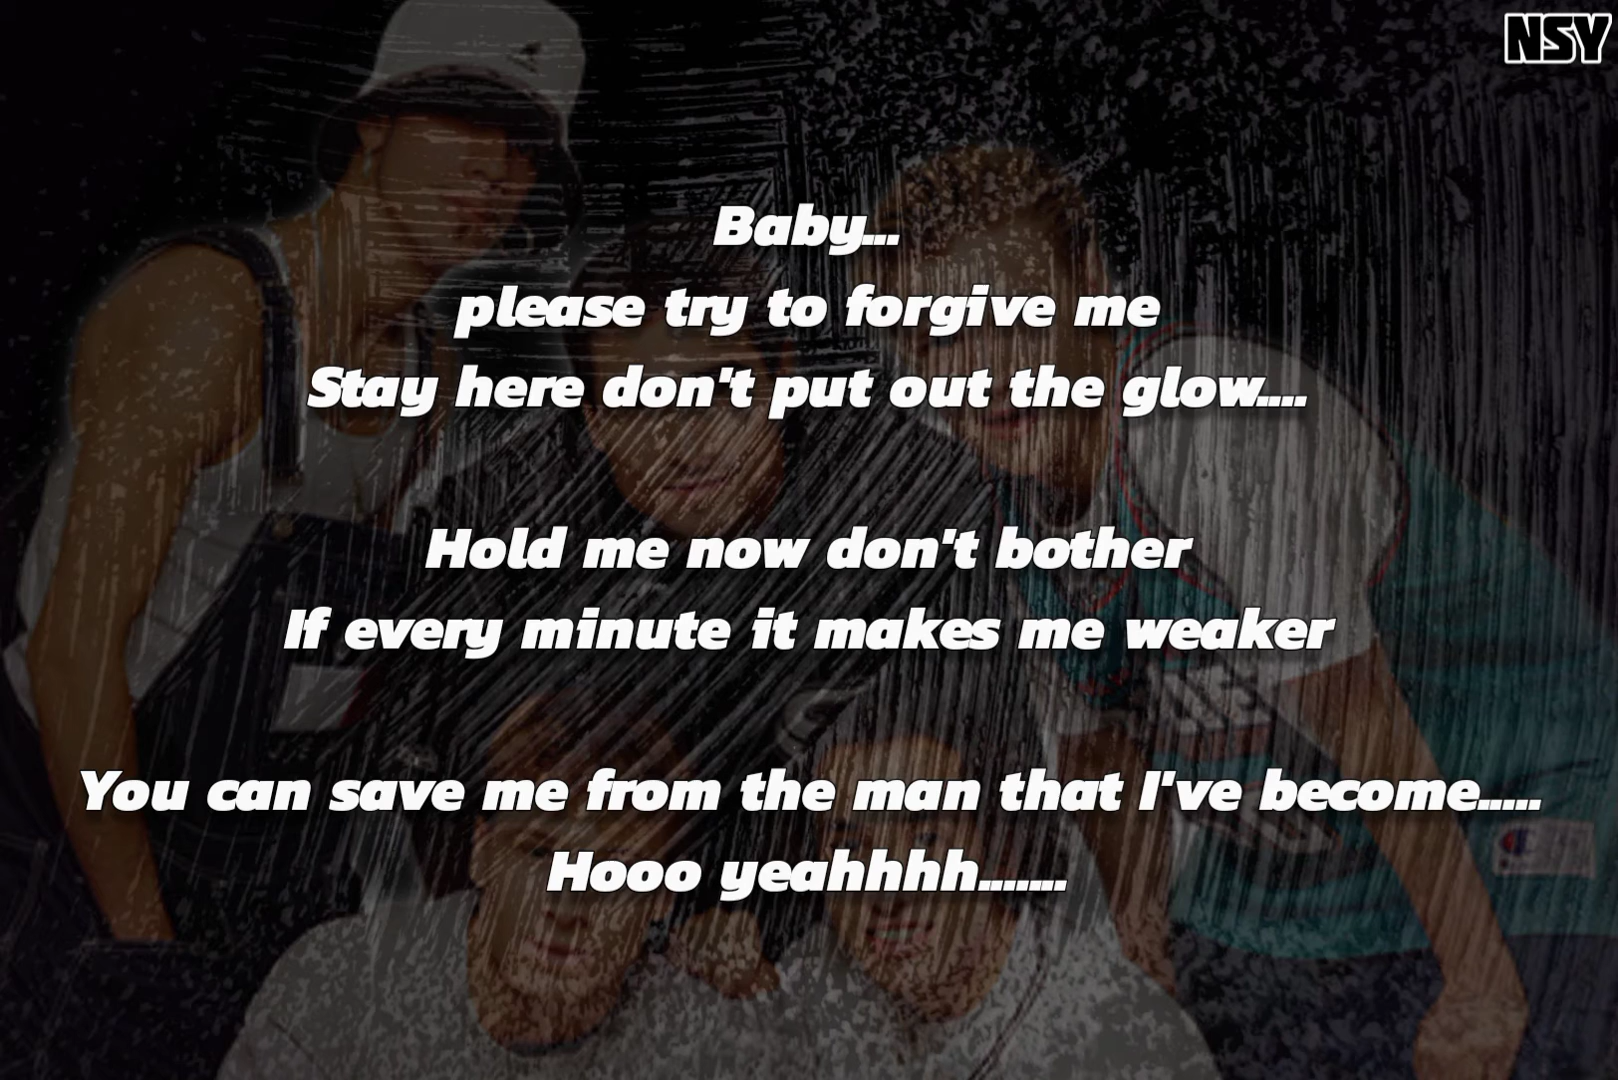 NSY
Baby...
please try to forgive me
Stay here don't put out the glow....
Hold me now don't bother
If every minute it makes me weaker
You can save me from the man that I've become.....
Hooo yeahhhh.......